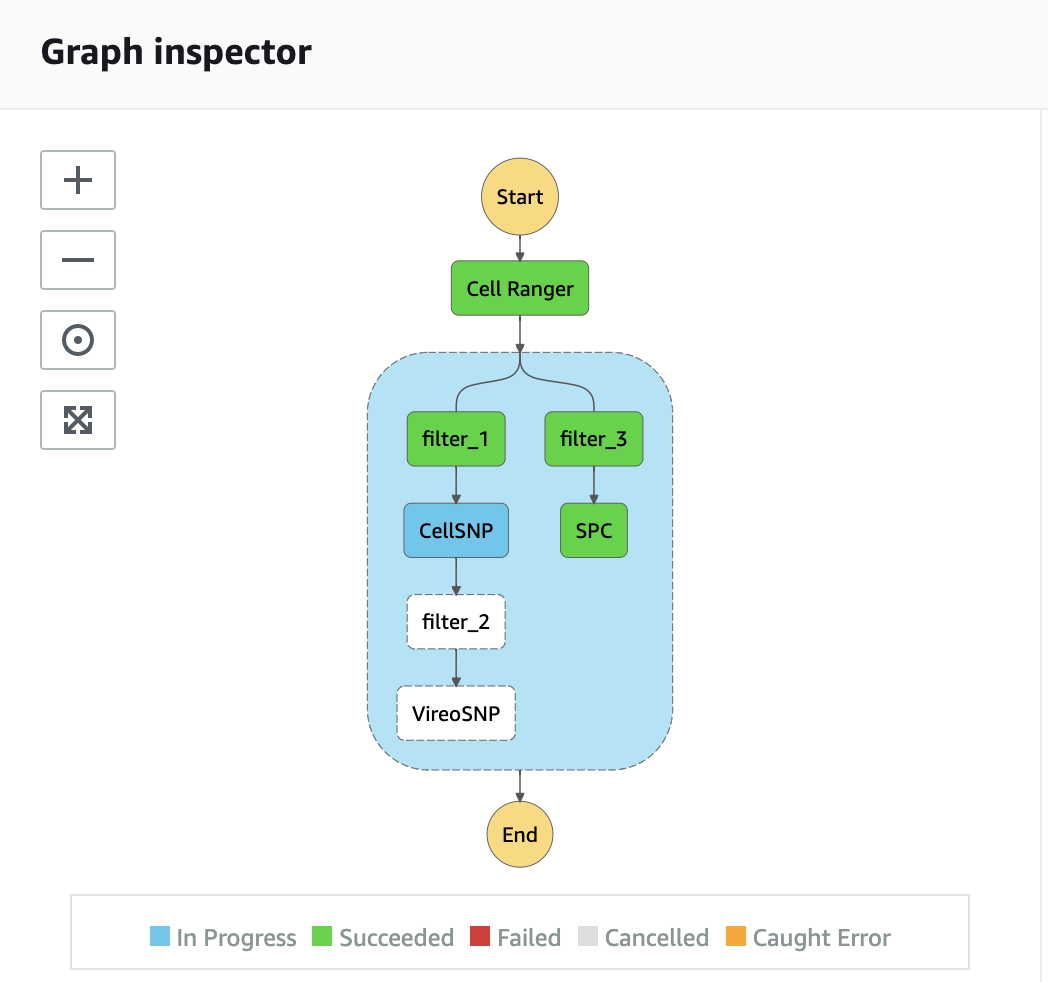 Graph inspector
Start
Cell Ranger
filter_1
filter_3
CellSNP
SPC
filter_2
VireoSNP
End
In Progress Succeeded Failed Cancelled Caught Error